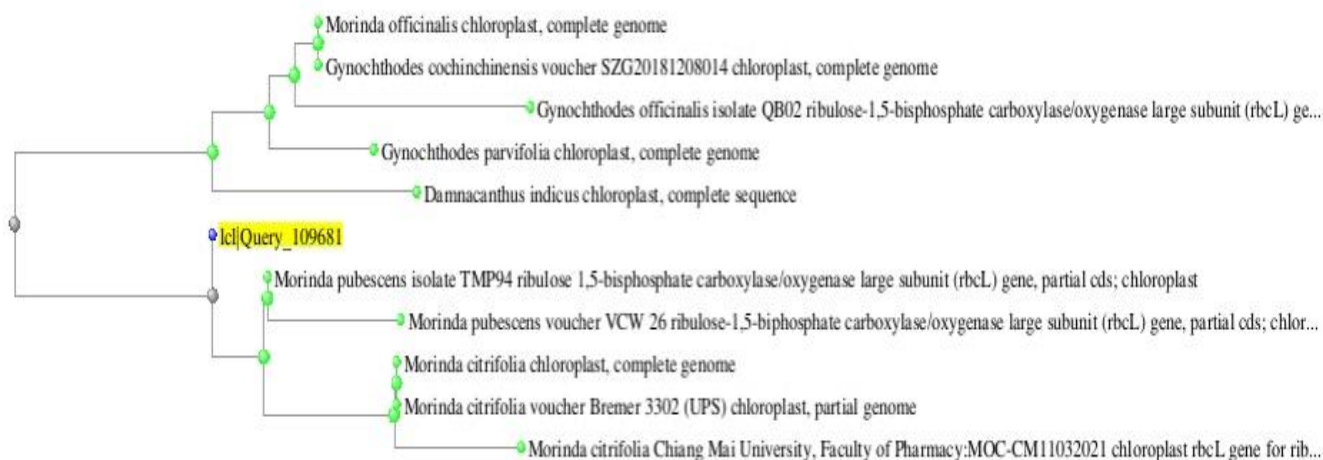 Morinda officinalis chloroplast, complete genome
Gynochthodes cochinchinensis voucher SZG20181208014 chloroplast, complete genome
Gynochthodes officinalis isolate QB02 ribulose-1,5-bisphosphate carboxylase/oxygenase large subunit (rbcL) ge...
Gynochthodes parvifolia chloroplast, complete genome
Damnacanthus indicus chloroplast, complete sequence
lcl|Query_109681
Morinda pubescens isolate TMP94 ribulose 1,5-bisphosphate carboxylase/oxygenase large subunit (rbcL) gene, partial cds; chloroplast
Morinda pubescens voucher VCW 26 ribulose-1,5-biphosphate carboxylase/oxygenase large subunit (rbcL) gene, partial cds; chlor...
Morinda citrifolia chloroplast, complete genome
Morinda citrifolia voucher Bremer 3302 (UPS) chloroplast, partial genome
Morinda citrifolia Chiang Mai University, Faculty of Pharmacy:MOC-CM11032021 chloroplast rbcL gene for rib...